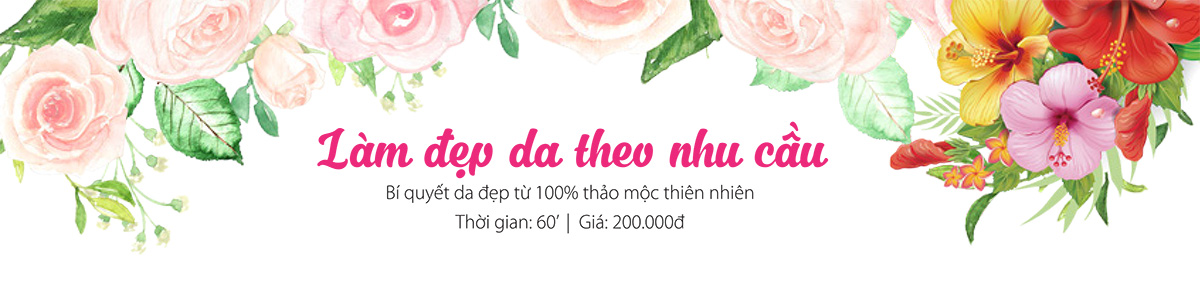 Làm đẹp da theo nhu cầu
Bí quyết da đẹp từ 100% thảo mộc thiên nhiên
Thời gian: 60’ | Giá: 200.000đ